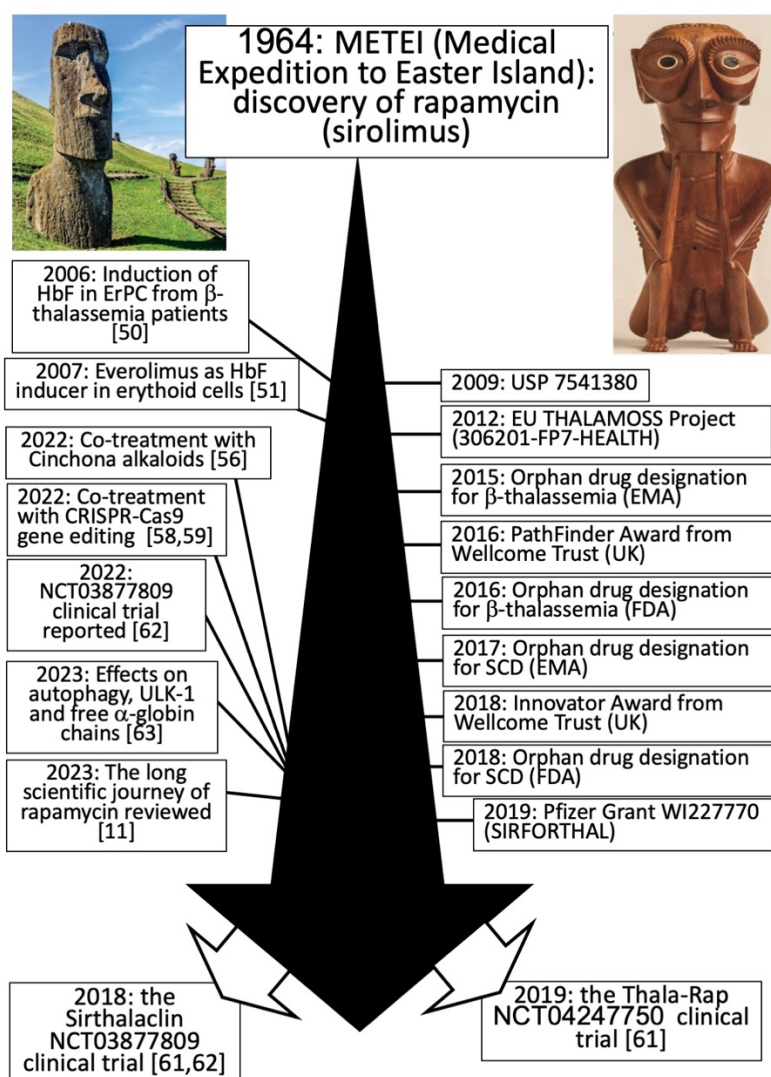 1964: METEI (Medical
Expedition to Easter Island):
discovery of rapamycin
(sirolimus)
2006: Induction of
HbF in ErPC from β-
thalassemia patients
[50]
2007: Everolimus as HbF
inducer in erythoid cells [51]
2022: Co-treatment with
Cinchona alkaloids [56]
2022: Co-treatment
with CRISPR-Cas9
gene editing [58,59]
2022:
NCT03877809
clinical trial
reported [62]
2023: Effects on
autophagy, ULK-1
and free α-globin
chains [63]
2023: The long
scientific journey of
rapamycin reviewed
[11]
2009: USP 7541380
2012: EU THALAMOSS Project
(306201-FP7-HEALTH)
2015: Orphan drug designation
for β-thalassemia (EMA)
2016: PathFinder Award from
Wellcome Trust (UK)
2016: Orphan drug designation
for β-thalassemia (FDA)
2017: Orphan drug designation
for SCD (EMA)
2018: Innovator Award from
Wellcome Trust (UK)
2018: Orphan drug designation
for SCD (FDA)
2019: Pfizer Grant WI227770
(SIRFORTHAL)
2018: the
Sirthalaclin
NCT03877809
clinical trial [61,62]
2019: the Thala-Rap
NCT04247750 clinical
trial [61]